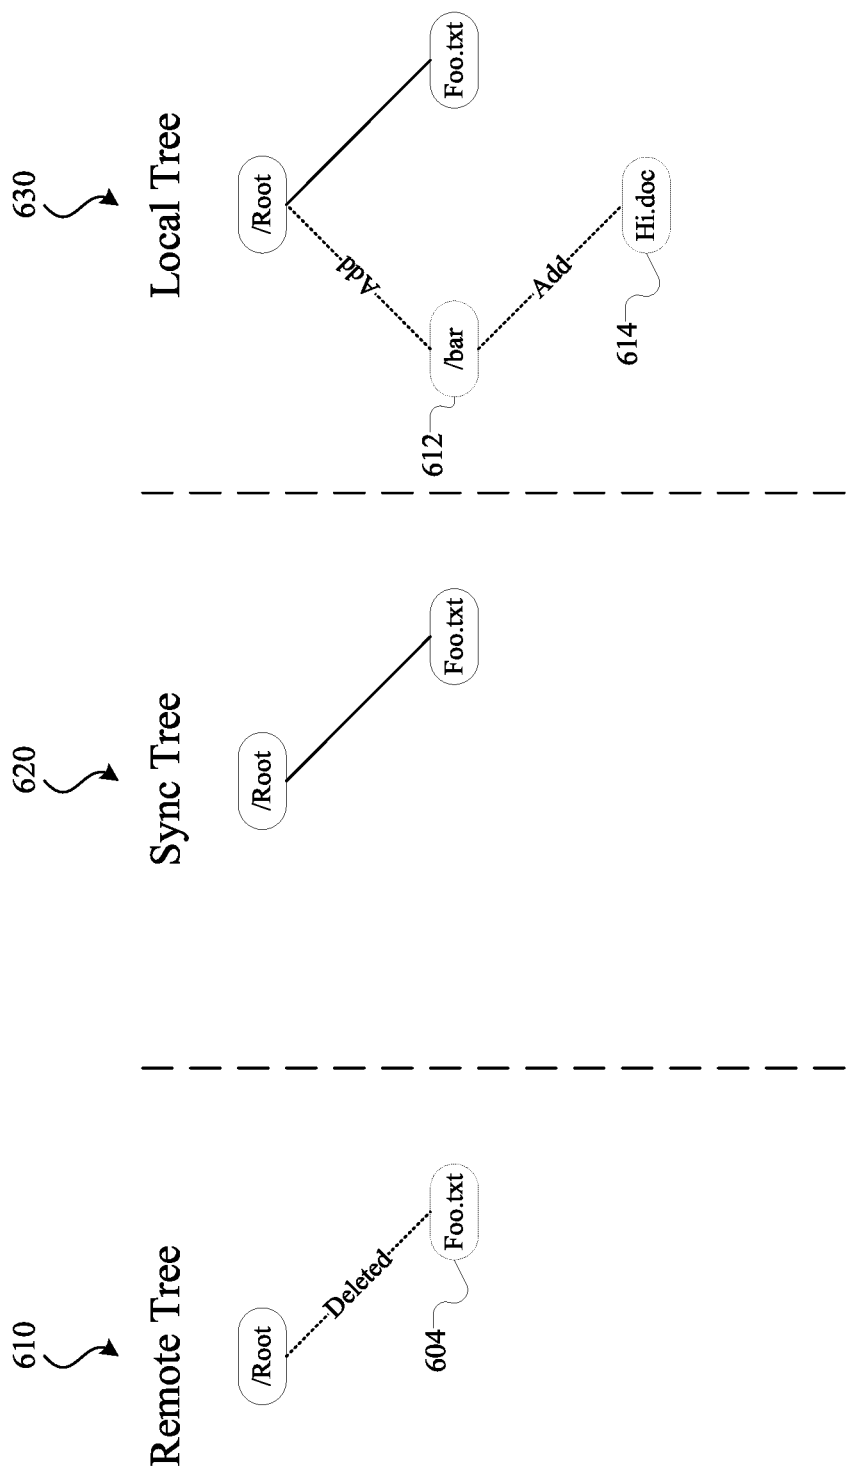 610
Remote Tree
/Root
Deleted
Foo.txt
604
620
Sync Tree
/Root
Foo.txt
630
Local Tree
/Root
Add
Foo.txt
/bar
612
Add
Hi.doc
614